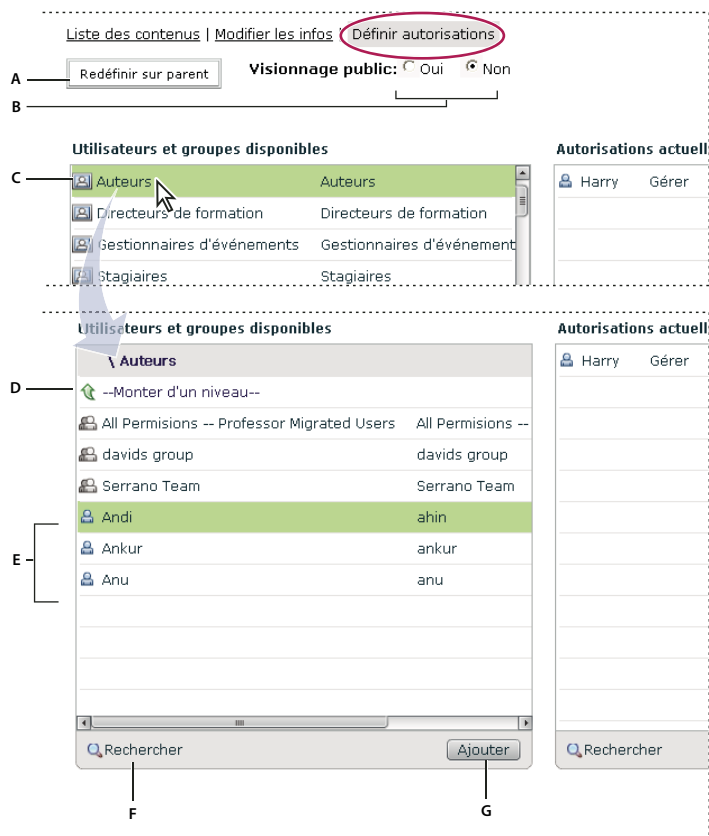 Liste des contenus | Modifier les infos | Définir autorisations
A
Redéfinir sur parent
Visionnage public: Oui Non
B
Utilisateurs et groupes disponibles
Autorisations actuell
C
Auteurs Auteurs
Harry Gérer
Directeurs de formation Directeurs de formation
Gestionnaires d'événements Gestionnaires d'événement
Stagiaires Stagiaires
Utilisateurs et groupes disponibles
Autorisations actuell
\ Auteurs
Harry Gérer
D
--Monter d'un niveau--
All Permisions -- Professor Migrated Users All Permisions --
davids group davids group
Serrano Team Serrano Team
Andi ahin
E
Ankur ankur
Anu anu
Rechercher
Ajouter
Rechercher
F
G